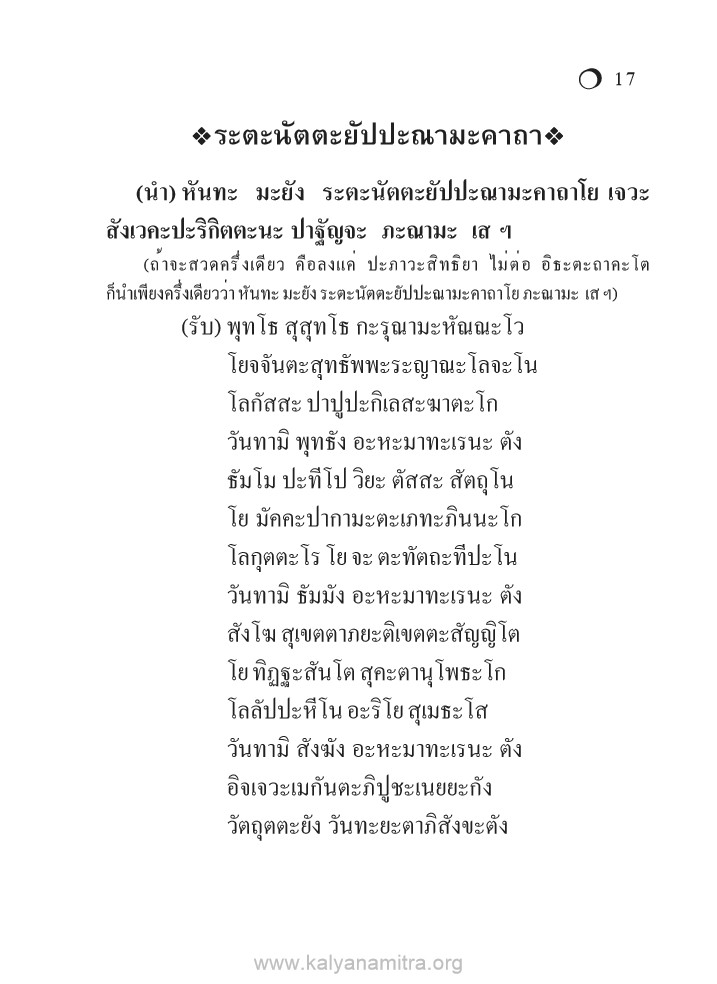 ❍ 17
❖ระตะนัตตะยัปปะณามะคาถา❖
(นำ) หันทะ มะยัง ระตะนัตตะยัปปะณามะคาถาโย เจวะ
สังเวคะปะริกิตตะนะ ปาฐัญจะ ภะณามะ เส ฯ
(ถ้าจะสวดครึ่งเดียว คือลงแค่ ปะภาวะสิทธิยา ไม่ต่อ อิธะตะถาคะโต
ก็นำเพียงครึ่งเดียวว่า หันทะ มะยัง ระตะนัตตะยัปปะณามะคาถาโย ภะณามะ เส ฯ)
(รับ) พุทโธ สุสุทโธ กะรุณามะหัณณะโว
โยจจันตะสุทธัพพะระญาณะโลจะโน
โลกัสสะ ปาปูปะกิเลสะฆาตะโก
วันทามิ พุทธัง อะหะมาทะเรนะ ตัง
ธัมโม ปะทีโป วิยะ ตัสสะ สัตถุโน
โย มัคคะปากามะตะเภทะภินนะโก
โลกุตตะโร โย จะ ตะทัตถะทีปะโน
วันทามิ ธัมมัง อะหะมาทะเรนะ ตัง
สังโฆ สุเขตตาภยะติเขตตะสัญญิโต
โย ทิฏฐะสันโต สุคะตานุโพธะโก
โลลัปปะหีโน อะริโย สุเมธะโส
วันทามิ สังฆัง อะหะมาทะเรนะ ตัง
อิจเจวะเมกันตะภิปูชะเนยยะกัง
วัตถุตตะยัง วันทะยะตาภิสังขะตัง
www.kalyanamitra.org